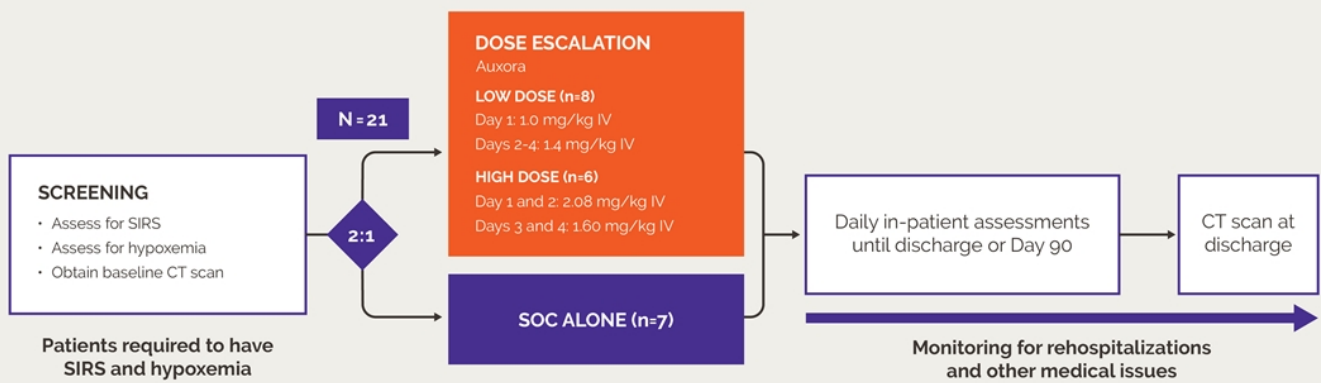 SCREENING
• Assess for SIRS
• Assess for hypoxemia
• Obtain baseline CT scan
Patients required to have
SIRS and hypoxemia
N = 21
2:1
DOSE ESCALATION
Auxora
LOW DOSE (n=8)
Day 1: 1.0 mg/kg IV
Days 2-4: 1.4 mg/kg IV
HIGH DOSE (n=6)
Day 1 and 2: 2.08 mg/kg IV
Days 3 and 4: 1.60 mg/kg IV
SOC ALONE (n=7)
Daily in-patient assessments
until discharge or Day 90
CT scan at
discharge
Monitoring for rehospitalizations
and other medical issues